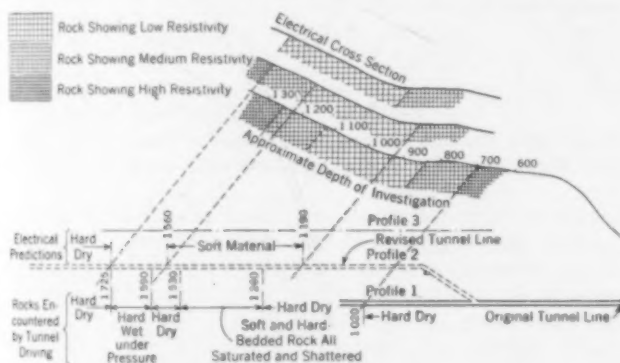 Rock Showing Low Resistivity
Rock Showing Medium Resistivity
Rock Showing High Resistivity
Electrical Cross Section
1 300
1 200
1 100
1 000
900
800
700
600
Approximate Depth of Investigation
Profile 3
Electrical
Predictions
Hard
Dry
1 560
Soft Material
1 190
Revised Tunnel Line
Profile 2
1 725
1 590
1 530
1 280
Profile 1
Rocks En-
countered
by Tunnel
Driving
Hard
Dry
Hard
Wet
under
Pressure
Hard
Dry
Hard Dry
Soft and Hard-
Bedded Rock All
Saturated and Shattered
1 020
Hard Dry
Original Tunnel Line